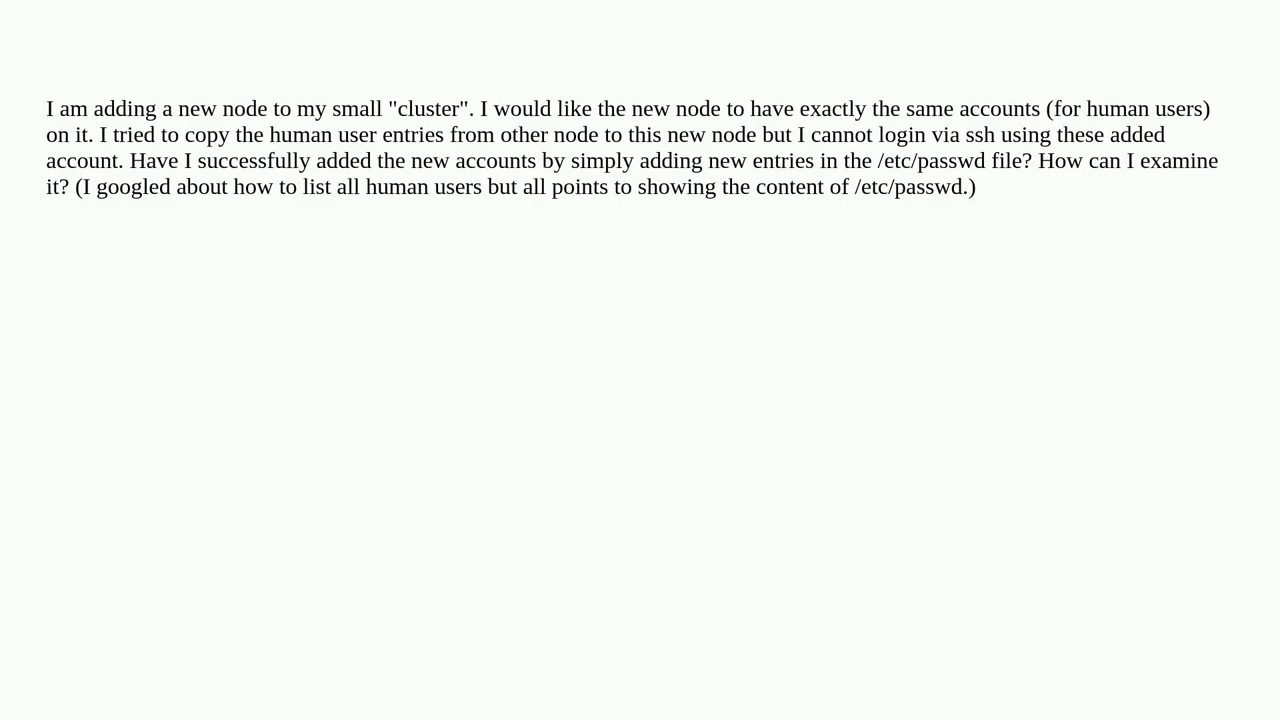 I am adding a new node to my small "cluster". I would like the new node to have exactly the same accounts (for human users)
on it. I tried to copy the human user entries from other node to this new node but I cannot login via ssh using these added
account. Have I successfully added the new accounts by simply adding new entries in the /etc/passwd file? How can I examine
it? (I googled about how to list all human users but all points to showing the content of /etc/passwd.)